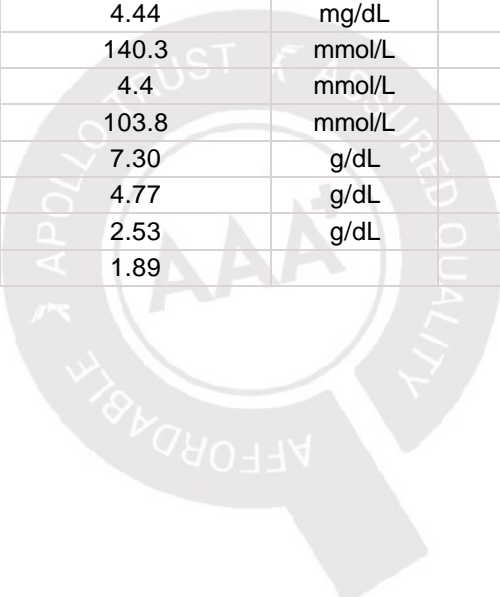 4.44 mg/dL
140.3 mmol/L
4.4 mmol/L
103.8 mmol/L
7.30 g/dL
4.77 g/dL
2.53 g/dL
1.89
APOLLO TRUST ASSURED QUALITY AFFORDABLE
AAA+